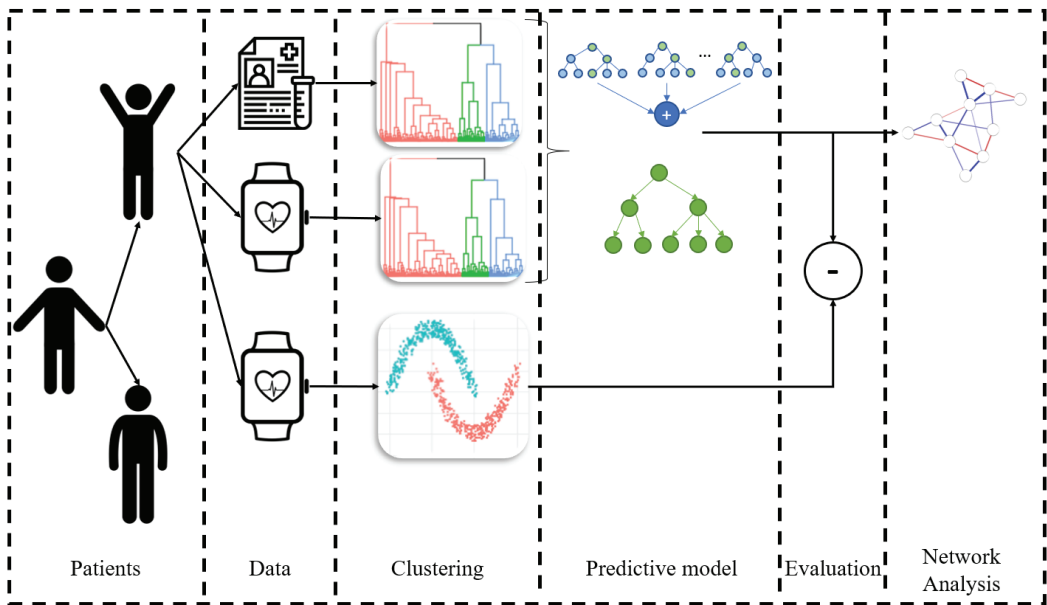 ...
+
-
Patients
Data
Clustering
Predictive model
Evaluation
Network
Analysis